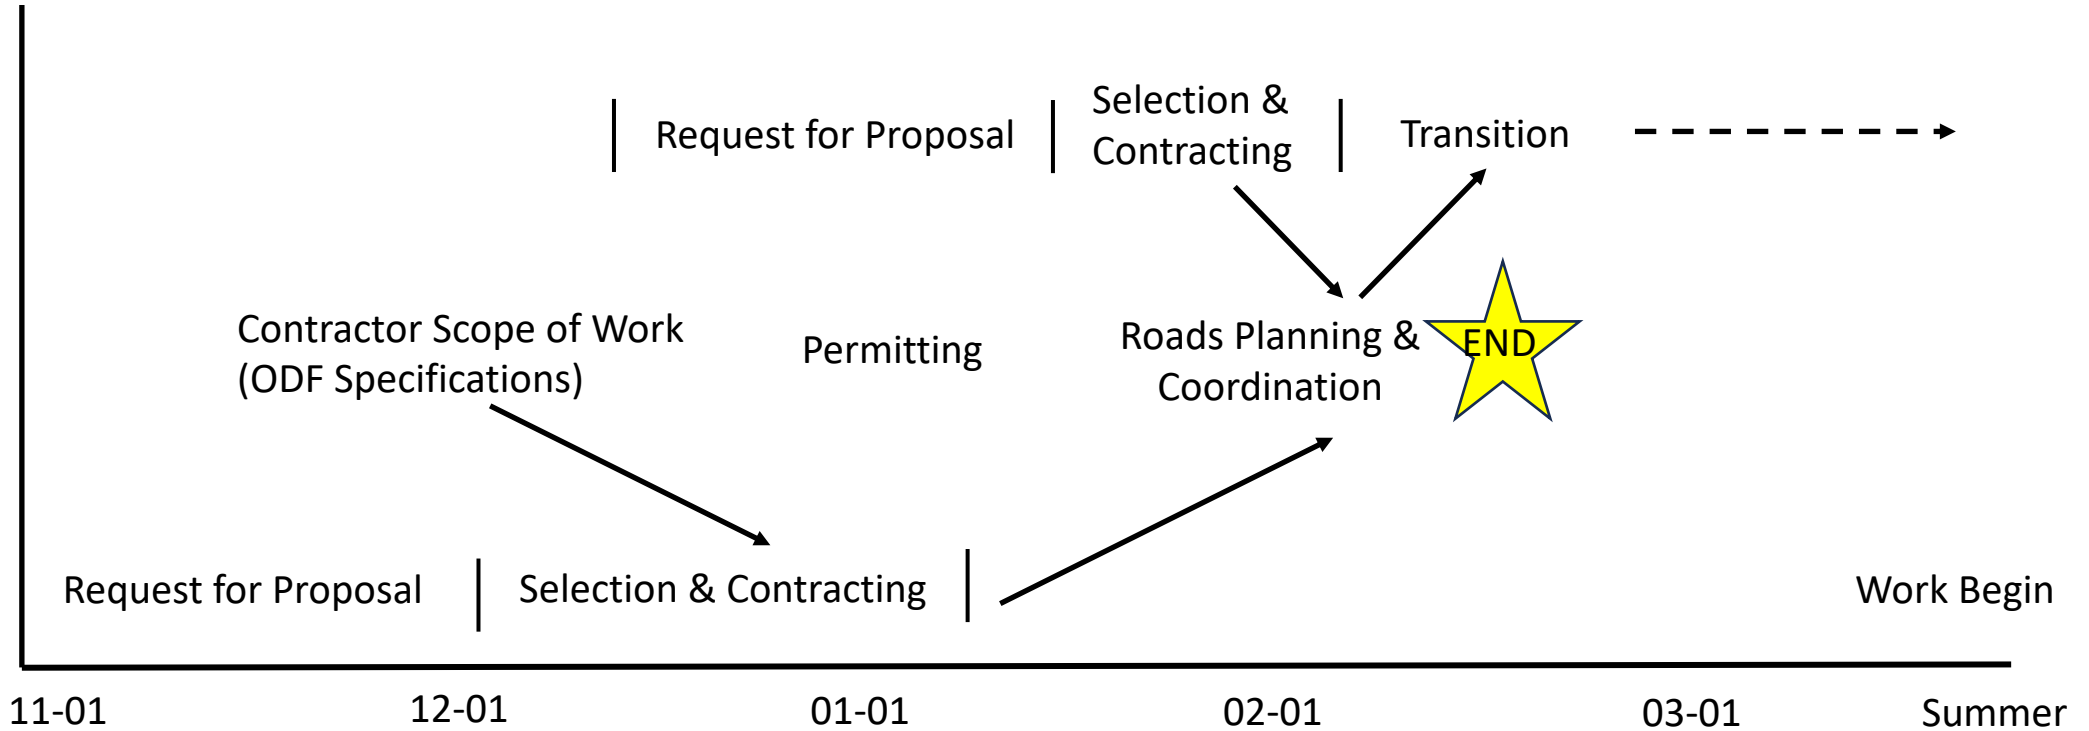 Request for Proposal
Selection &
Contracting
Transition
Contractor Scope of Work
(ODF Specifications)
Permitting
Roads Planning &
Coordination
END
Request for Proposal
Selection & Contracting
Work Begin
11-01
12-01
01-01
02-01
03-01
Summer